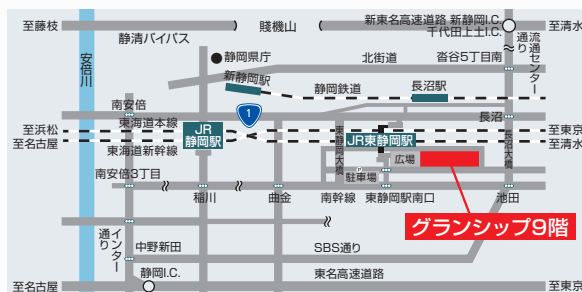 至藤枝
賤機山
新東名高速道路 新静岡I.C.
千代田上土I.C.
至清水
静清バイパス
静岡県庁
北街道
沓谷5丁目南
流通センター通り
安倍川
新静岡駅
静岡鉄道
長沼駅
南安倍
1
長沼
至浜松
至名古屋
東海道本線
東海道新幹線
JR
静岡駅
東静岡大橋
JR東静岡駅
長沼大橋
至東京
至清水
広場
P
駐車場
南安倍3丁目
稲川
曲金
南幹線
東静岡駅南口
池田
グランシップ9階
インター通り
中野新田
SBS通り
静岡I.C.
至名古屋
東名高速道路
至東京